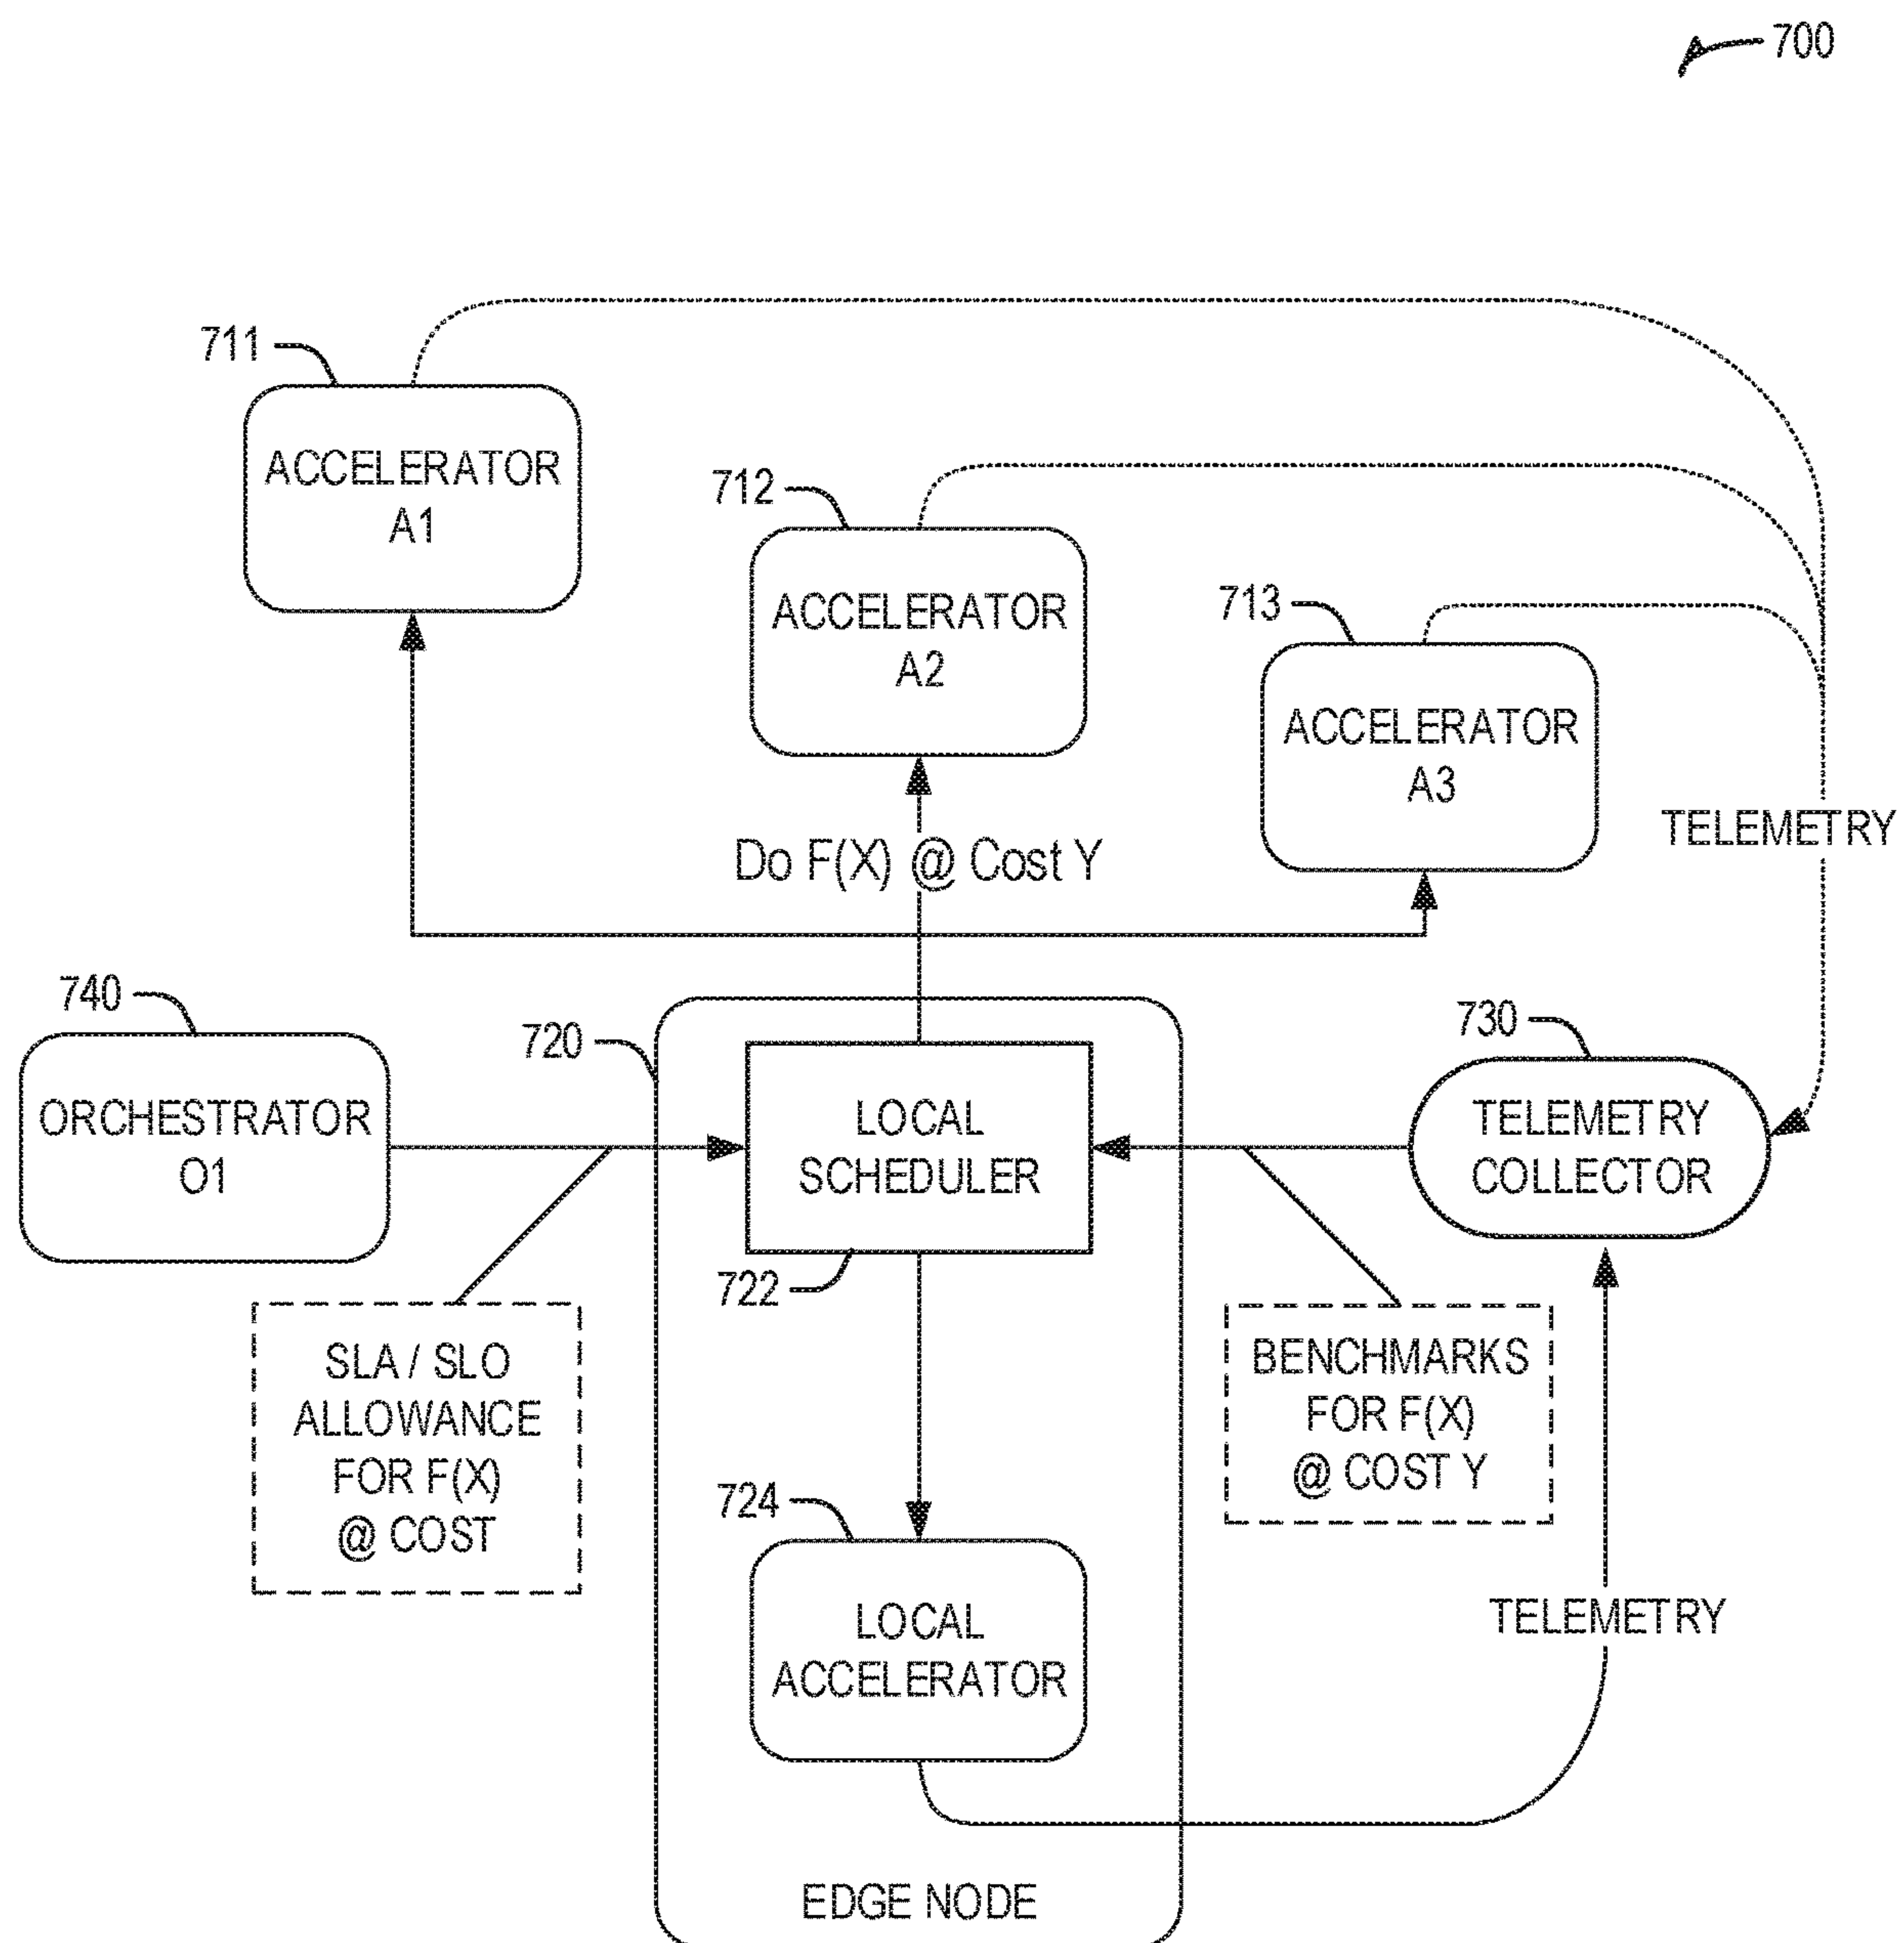 700
711
ACCELERATOR
A1
712
ACCELERATOR
A2
713
ACCELERATOR
A3
TELEMETRY
Do F(X) @ Cost Y
740
ORCHESTRATOR
O1
720
LOCAL
SCHEDULER
722
730
TELEMETRY
COLLECTOR
SLA / SLO
ALLOWANCE
FOR F(X)
@ COST
BENCHMARKS
FOR F(X)
@ COST Y
724
LOCAL
ACCELERATOR
TELEMETRY
EDGE NODE